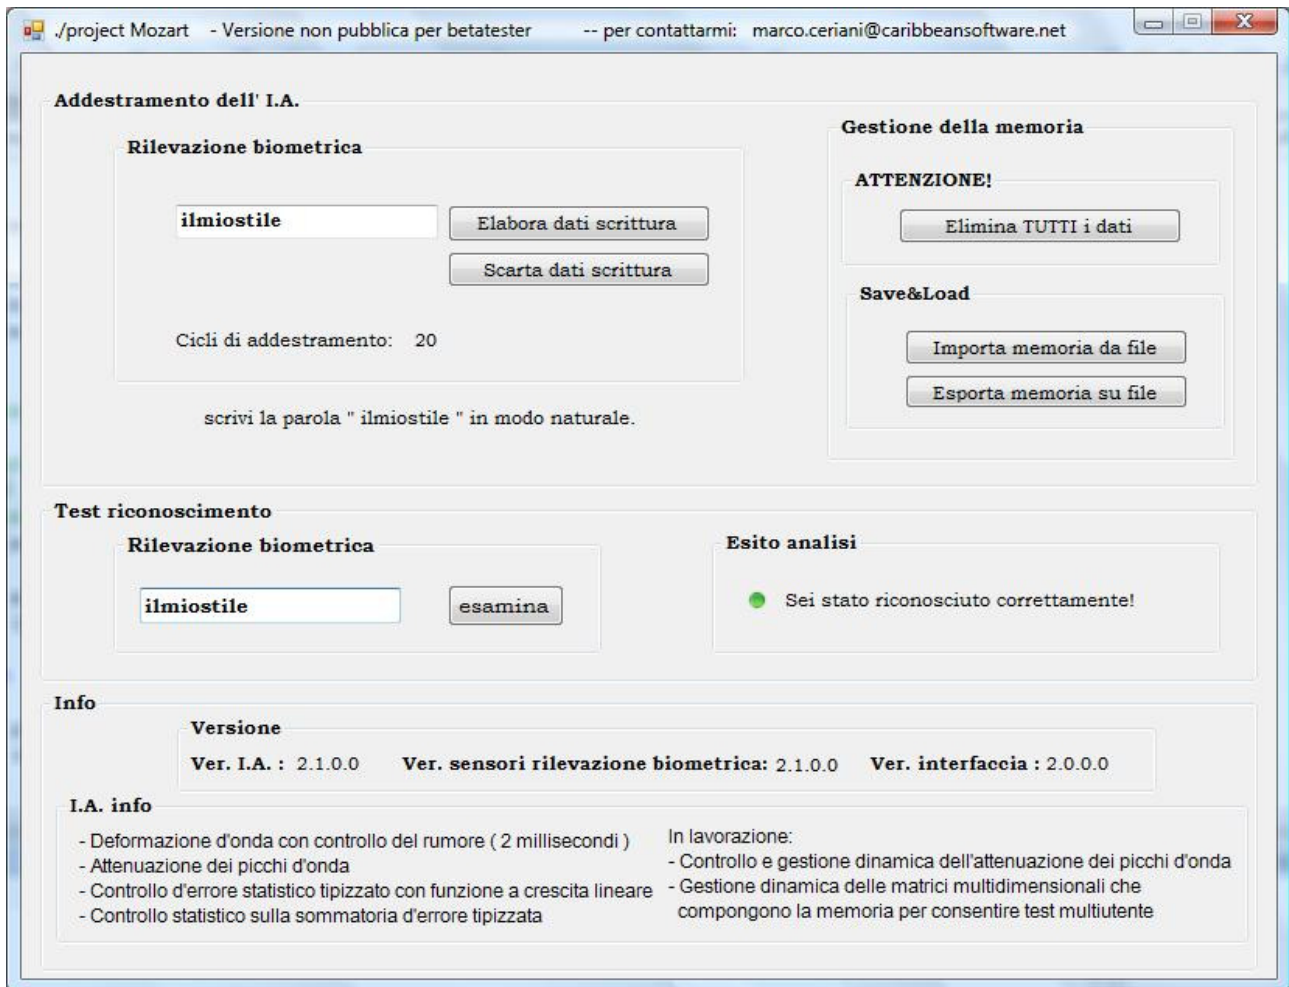 ./project Mozart - Versione non pubblica per betatester -- per contattarmi: marco.ceriani@caribbeansoftware.net
Addestramento dell' I.A.
Rilevazione biometrica
ilmiostile
Elabora dati scrittura
Scarta dati scrittura
Cicli di addestramento: 20
scrivi la parola " ilmiostile " in modo naturale.
Gestione della memoria
ATTENZIONE!
Elimina TUTTI i dati
Save&Load
Importa memoria da file
Esporta memoria su file
Test riconoscimento
Rilevazione biometrica
ilmiostile
esamina
Esito analisi
Sei stato riconosciuto correttamente!
Info
Versione
Ver. I.A. : 2.1.0.0 Ver. sensori rilevazione biometrica: 2.1.0.0 Ver. interfaccia : 2.0.0.0
I.A. info
- Deformazione d'onda con controllo del rumore ( 2 millisecondi )
- Attenuazione dei picchi d'onda
- Controllo d'errore statistico tipizzato con funzione a crescita lineare
- Controllo statistico sulla sommatoria d'errore tipizzata
In lavorazione:
- Controllo e gestione dinamica dell'attenuazione dei picchi d'onda
- Gestione dinamica delle matrici multidimensionali che
compongono la memoria per consentire test multiutente